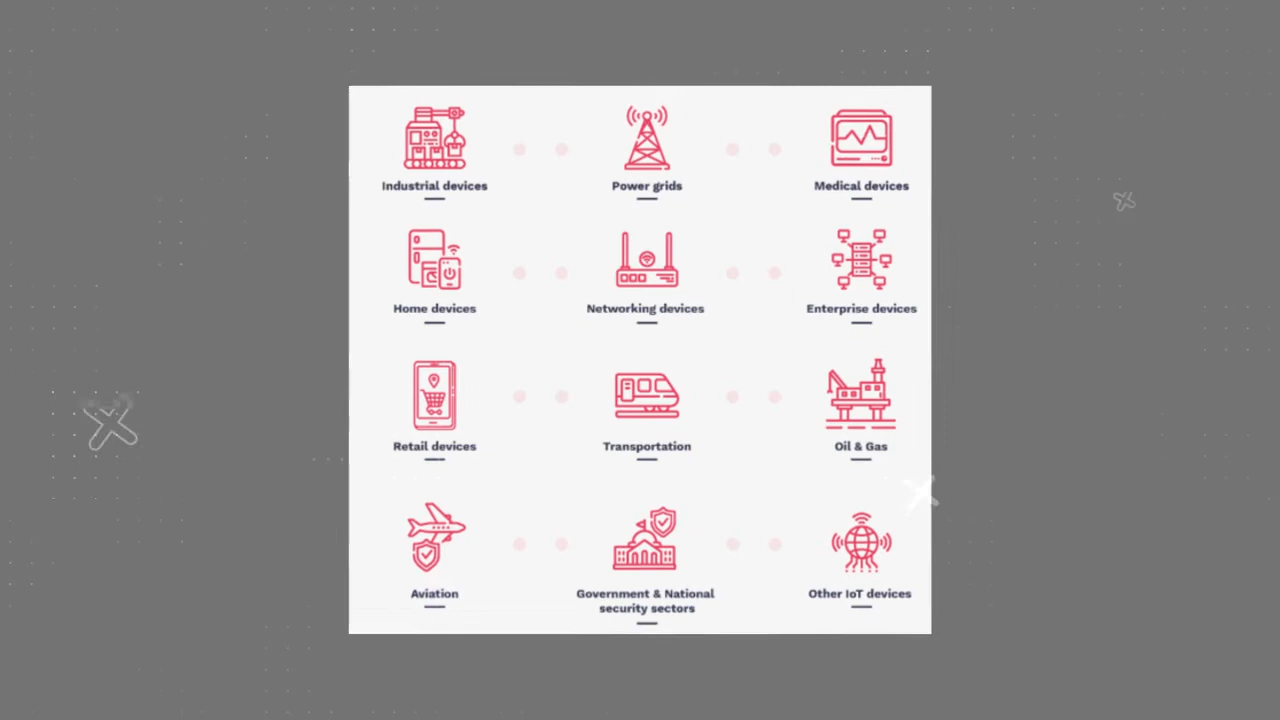 Industrial devices
Power grids
Medical devices
Home devices
Networking devices
Enterprise devices
Retail devices
Transportation
Oil & Gas
Aviation
Government & National
security sectors
Other IoT devices